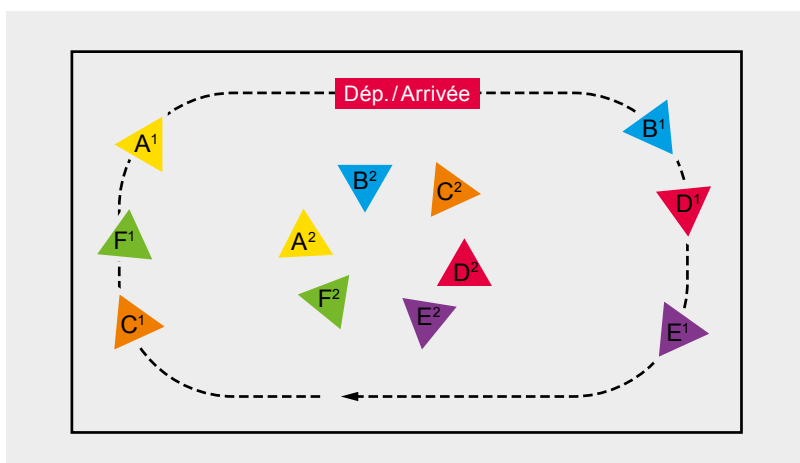 Dép./Arrivée
A¹
B¹
B²
C²
D¹
F¹
A²
D²
F²
E²
C¹
E¹